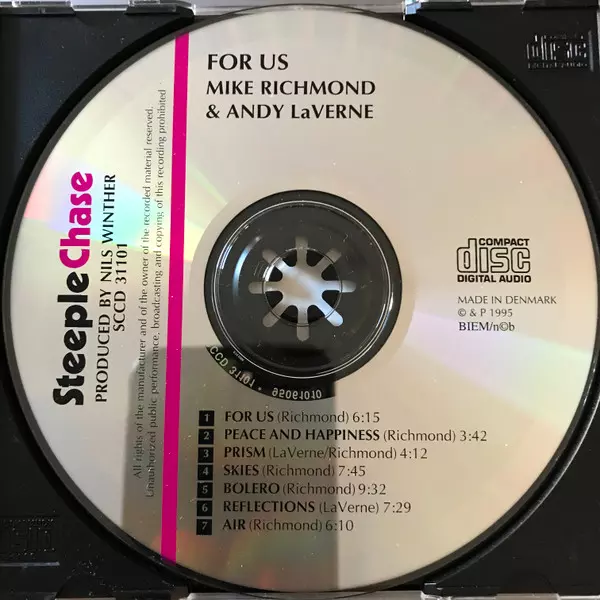 FOR US
MIKE RICHMOND
& ANDY LaVERNE
SteepleChase
PRODUCED BY NILS WINTHER
SCCD 31101
All rights of the manufacturer and of the owner of the recorded material reserved.
Unauthorized public performance, broadcasting and copying of this recording prohibited
COMPACT
disc
DIGITAL AUDIO
MADE IN DENMARK
© & P 1995
BIEM/n©b
1 FOR US (Richmond) 6:15
2 PEACE AND HAPPINESS (Richmond) 3:42
3 PRISM (LaVerne/Richmond) 4:12
4 SKIES (Richmond) 7:45
5 BOLERO (Richmond) 9:32
6 REFLECTIONS (LaVerne) 7:29
7 AIR (Richmond) 6:10